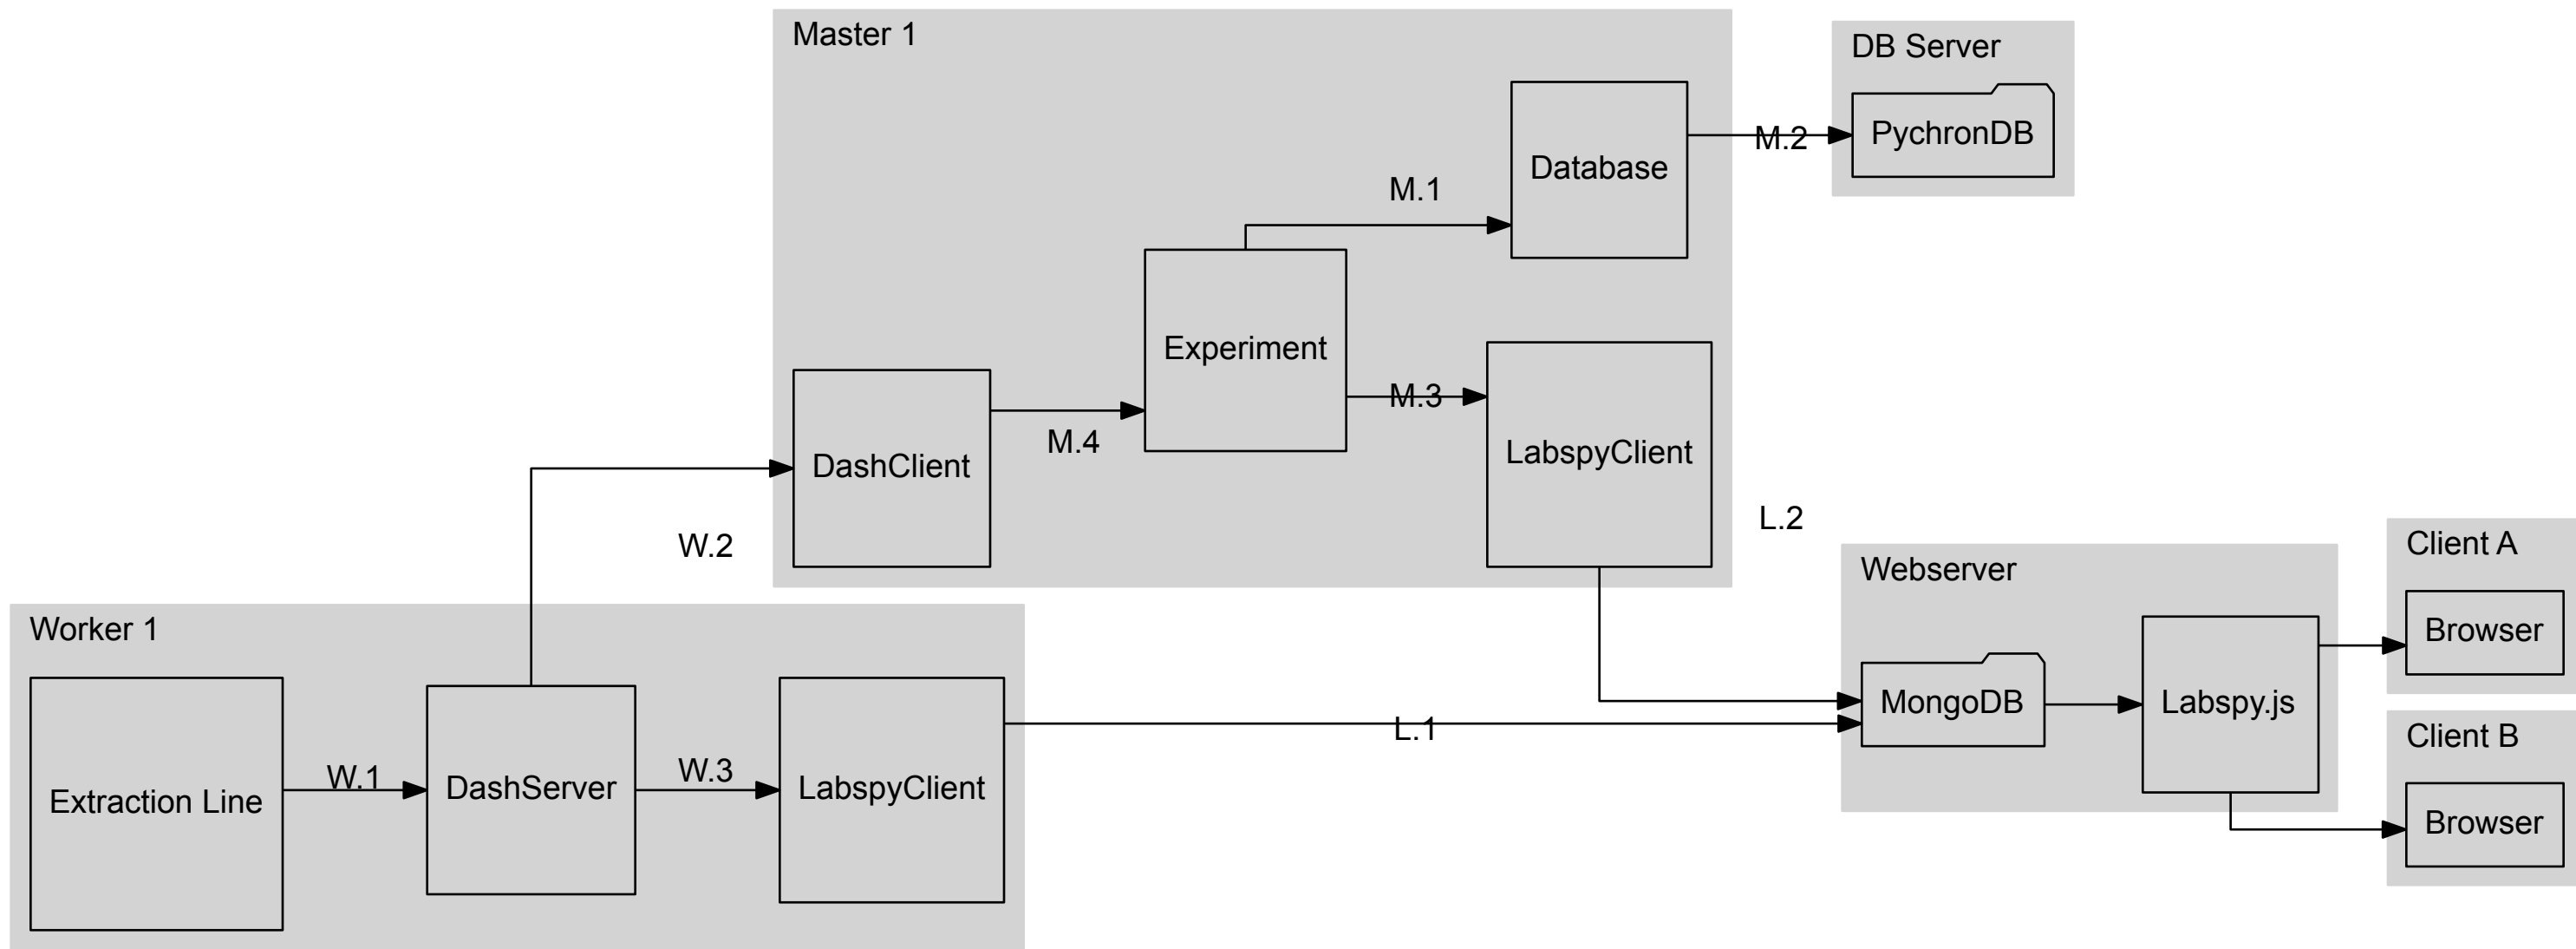 Master 1
DB Server
Database
PychronDB
M.2
M.1
Experiment
M.3
M.4
DashClient
LabspyClient
L.2
W.2
Worker 1
Extraction Line
W.1
DashServer
W.3
LabspyClient
L.1
Webserver
MongoDB
Labspy.js
Client A
Browser
Client B
Browser